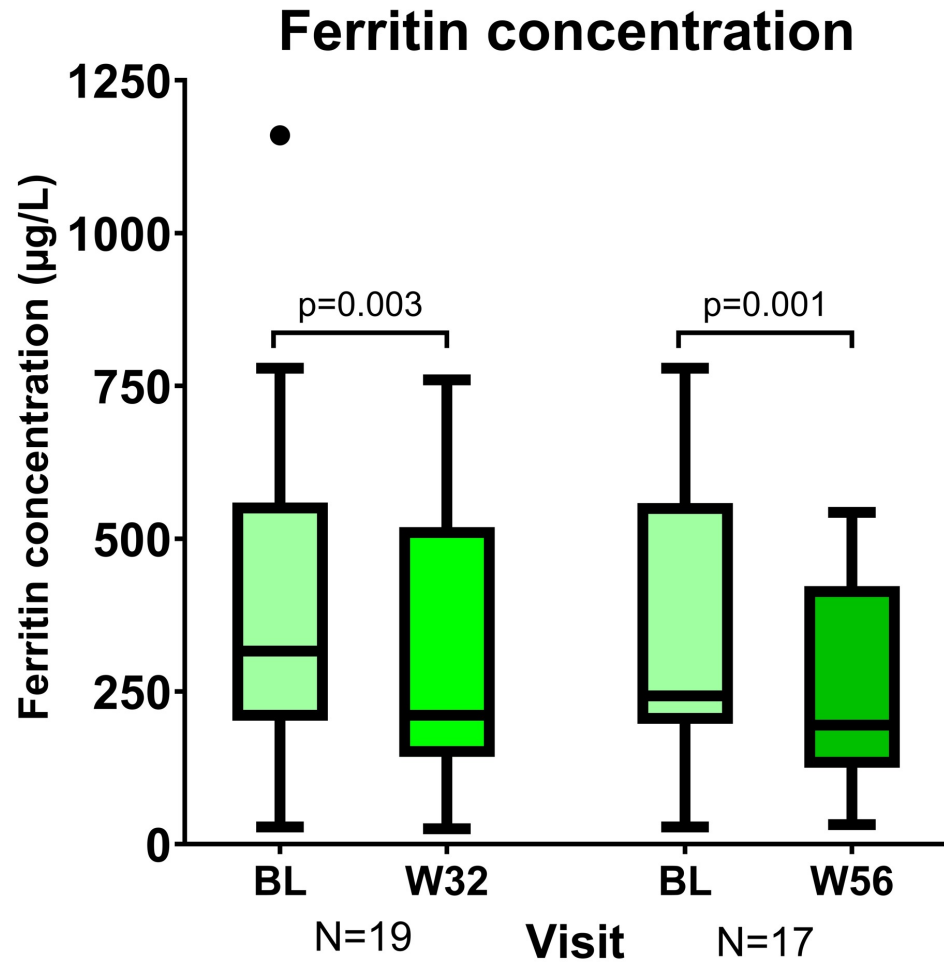 Ferritin concentration
Ferritin concentration (µg/L)
1250
1000
750
500
250
0
p=0.003
p=0.001
BL
W32
BL
W56
N=19
Visit
N=17